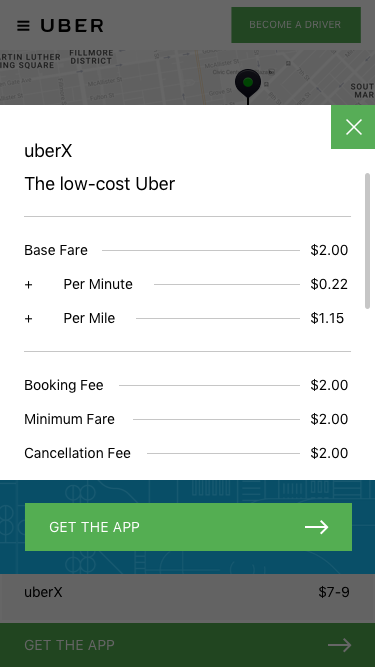 UBER
BECOME A DRIVER
FILLMORE
DISTRICT
RTIN LUTHER
NG SQUARE
SOUT
MAR
uberX
The low-cost Uber
Base Fare $2.00
+ Per Minute $0.22
+ Per Mile $1.15
Booking Fee $2.00
Minimum Fare $2.00
Cancellation Fee $2.00
GET THE APP
uberX $7-9
GET THE APP